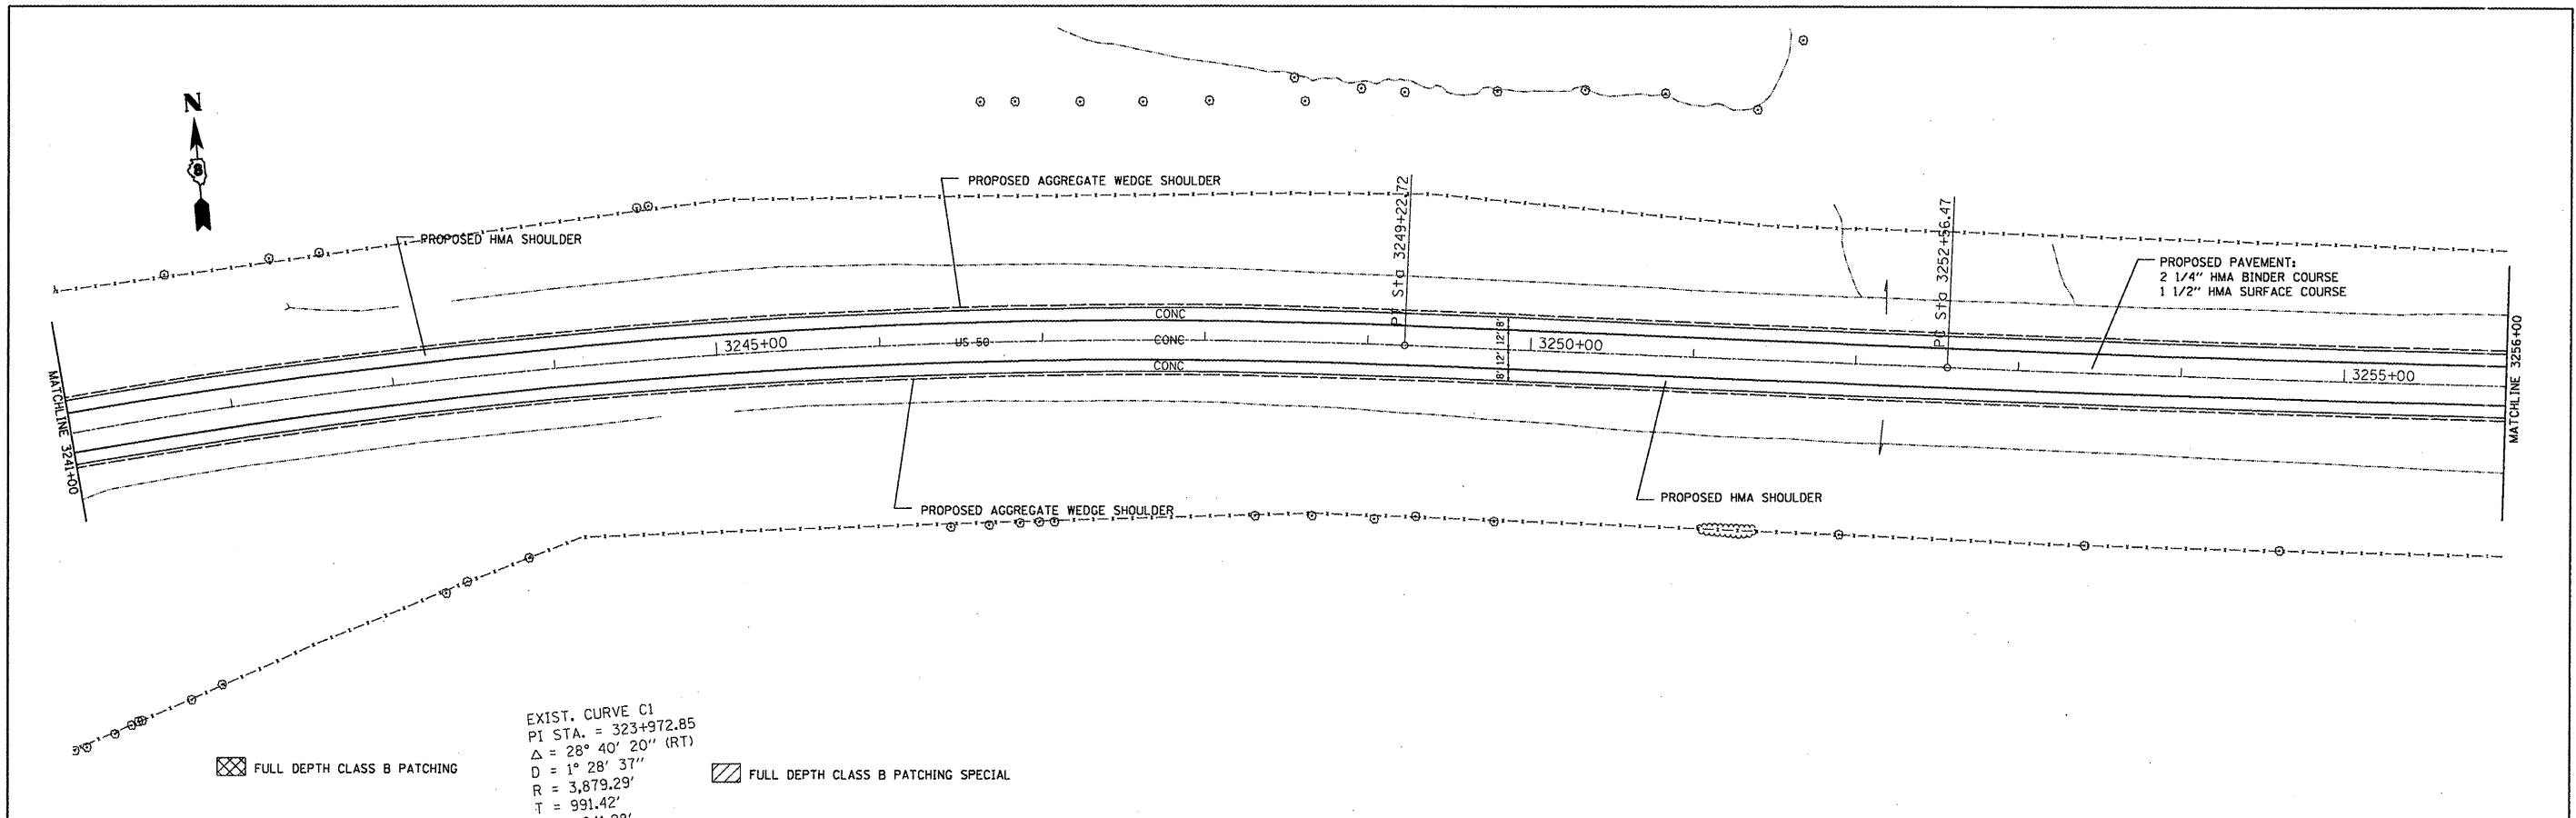 N
8
PROPOSED AGGREGATE WEDGE SHOULDER
PROPOSED HMA SHOULDER
PT Sta 3249+22.72
PC Sta 3252+56.47
PROPOSED PAVEMENT:
2 1/4" HMA BINDER COURSE
1 1/2" HMA SURFACE COURSE
CONC
3245+00
US 50
CONC
3250+00
8' 12' 12' 8'
CONC
3255+00
MATCHLINE 3241+00
MATCHLINE 3256+00
PROPOSED AGGREGATE WEDGE SHOULDER
PROPOSED HMA SHOULDER
EXIST. CURVE C1
PI STA. = 323+972.85
Δ = 28° 40' 20" (RT)
D = 1° 28' 37"
R = 3,879.29'
T = 991.42'
FULL DEPTH CLASS B PATCHING
FULL DEPTH CLASS B PATCHING SPECIAL